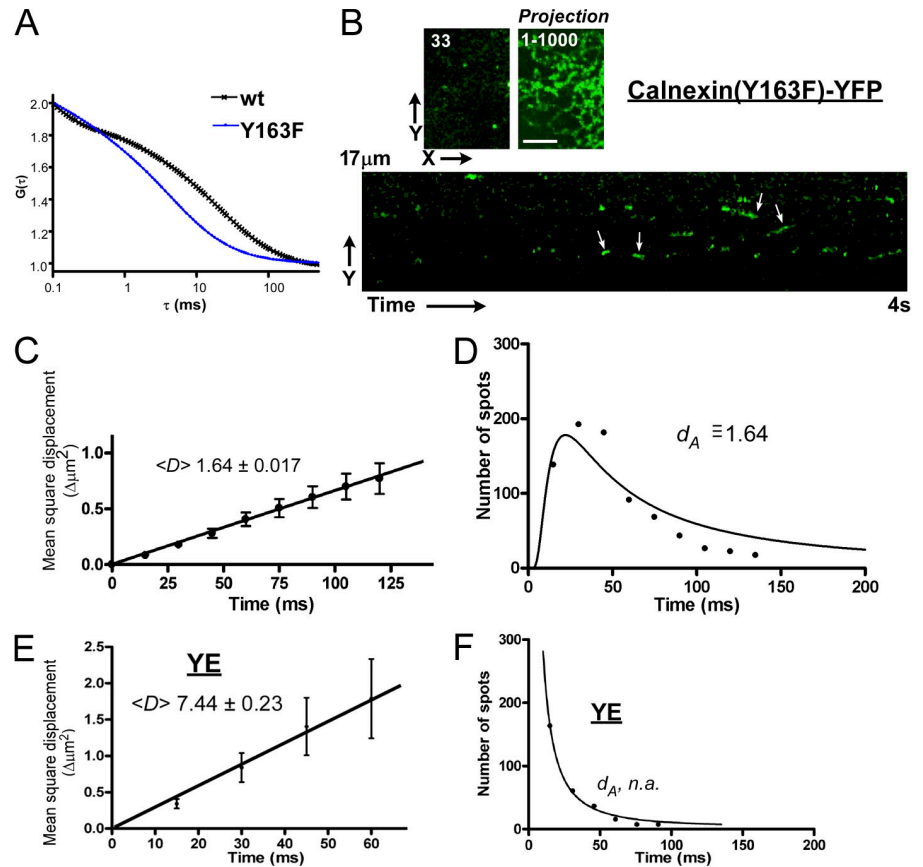 A
wt
Y163F
2.0
1.8
1.6
1.4
1.2
1.0
G(τ)
0.1 1 10 100
τ (ms)
B
Projection
33
1-1000
Calnexin(Y163F)-YFP
Y
X
17μm
Y
Time
4s
C
Mean square displacement
(Δμm²)
1.0
0.5
0.0
<D> 1.64 ± 0.017
0 25 50 75 100 125
Time (ms)
D
Number of spots
300
200
100
0
dA ≡ 1.64
0 50 100 150 200
Time (ms)
E
YE
Mean square displacement
(Δμm²)
2.5
2.0
1.5
1.0
0.5
0.0
<D> 7.44 ± 0.23
0 10 20 30 40 50 60
Time (ms)
F
YE
Number of spots
300
200
100
0
dA, n.a.
0 50 100 150 200
Time (ms)